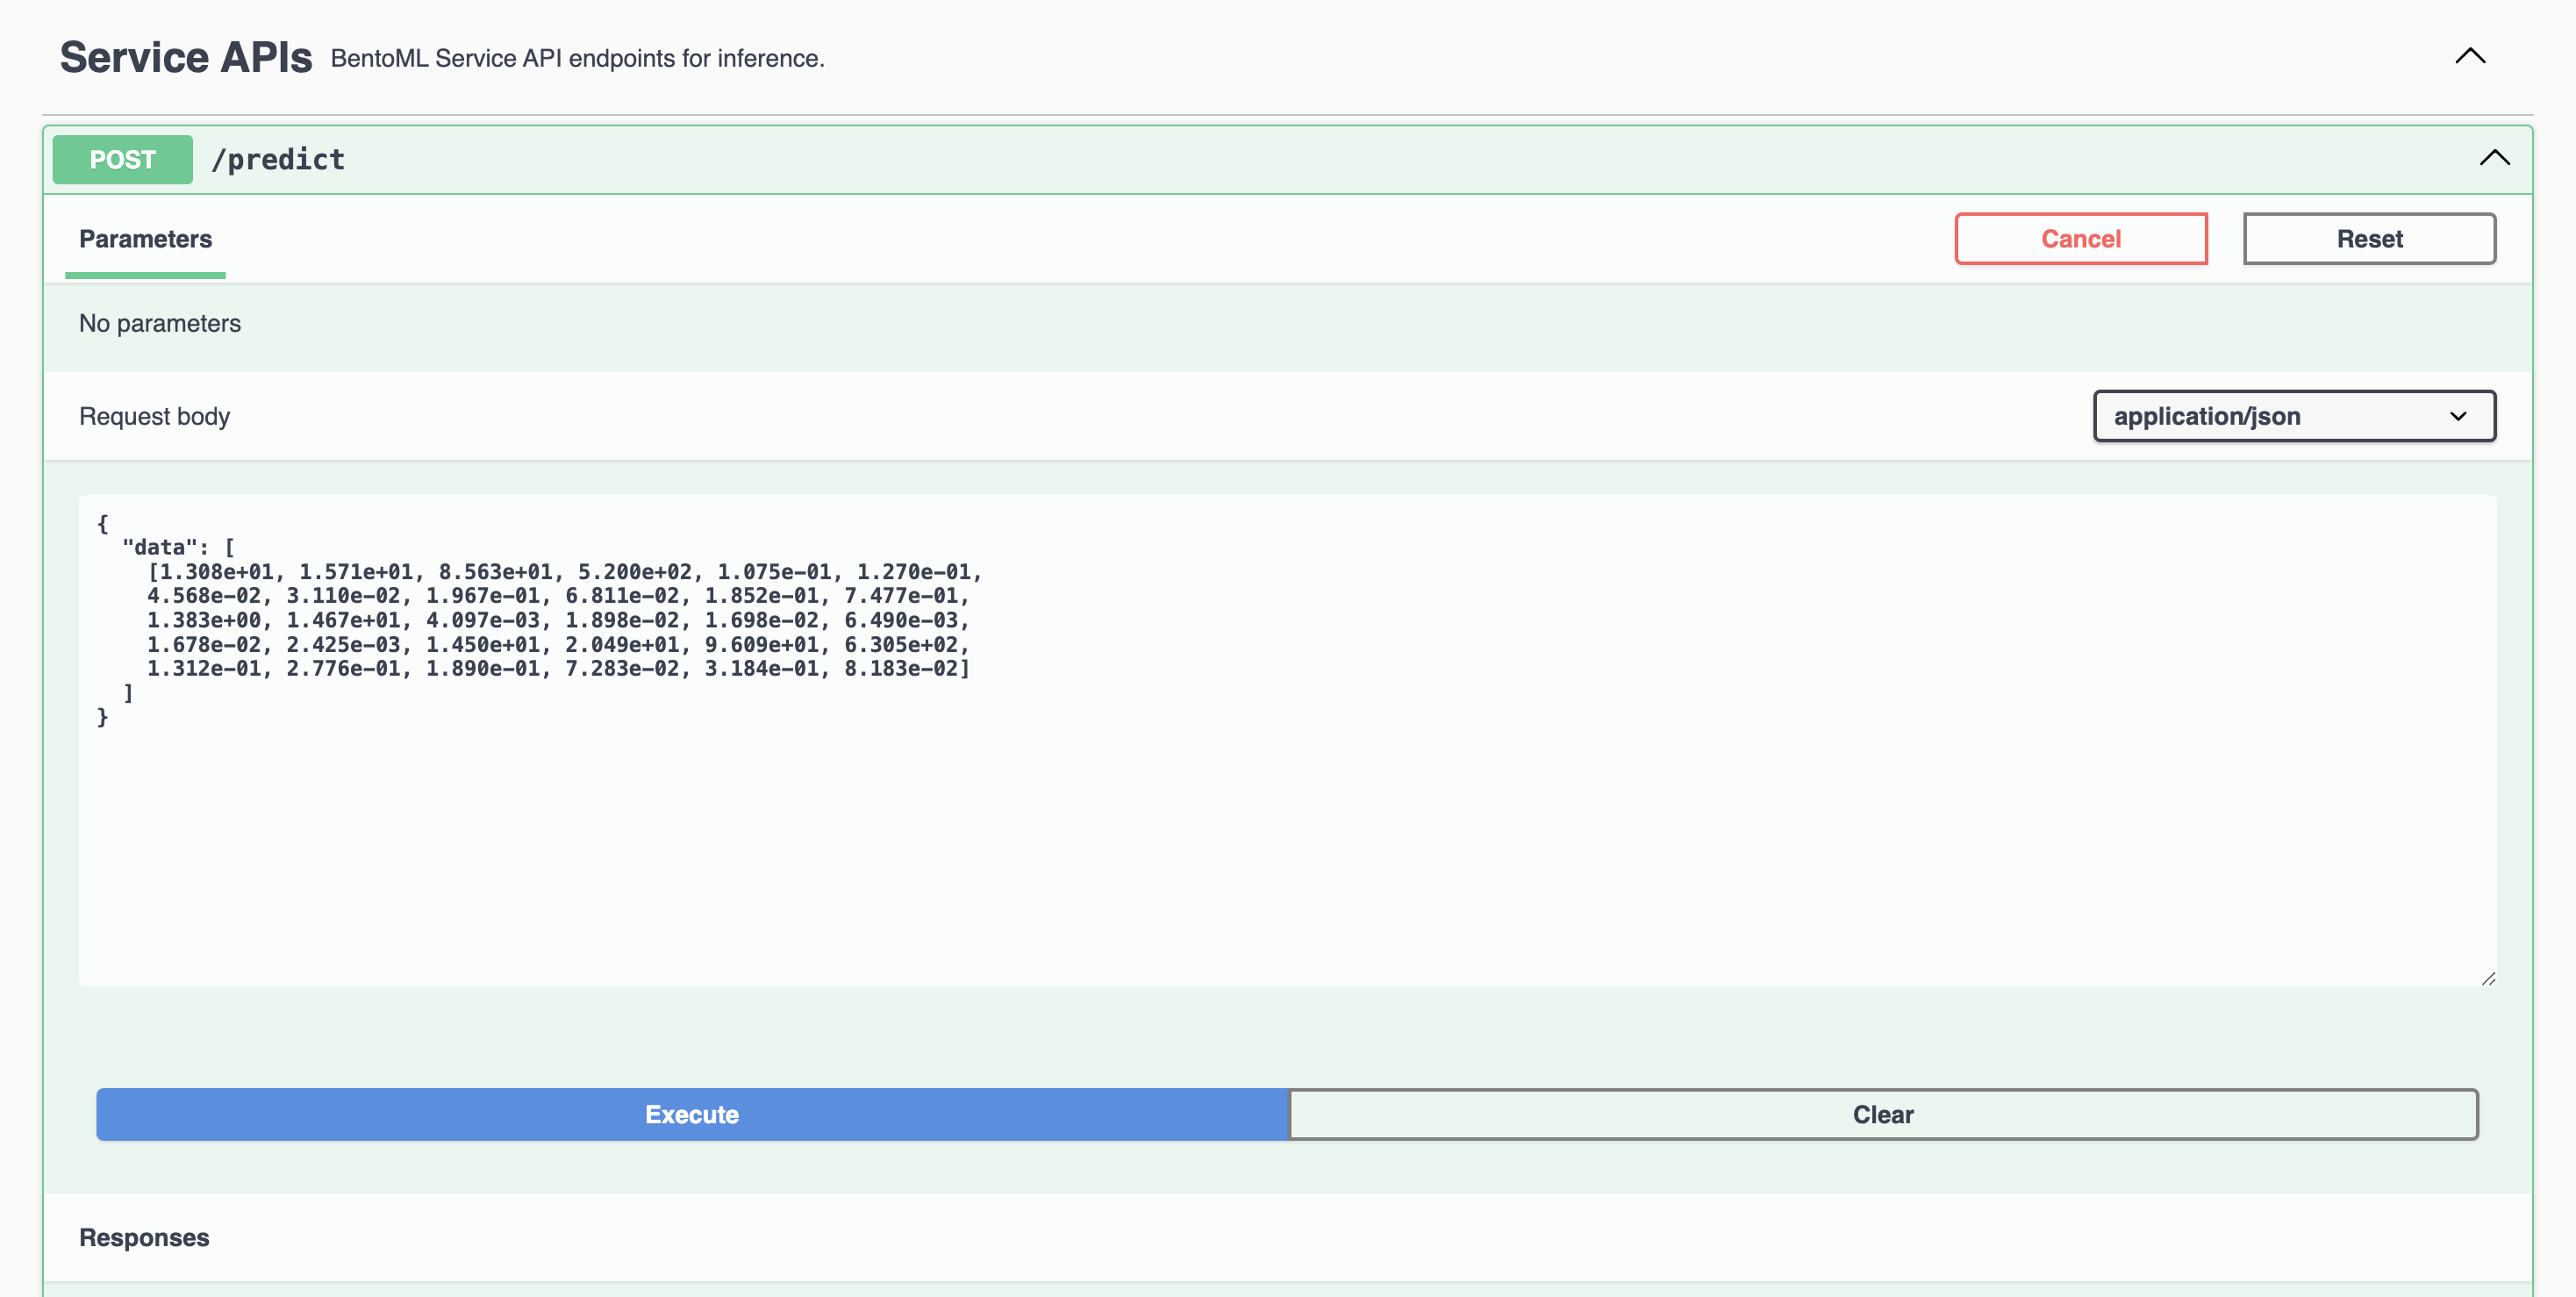 Service APIs BentoML Service API endpoints for inference.
POST /predict
Parameters Cancel Reset
No parameters
Request body application/json
{
  "data": [
    [1.308e+01, 1.571e+01, 8.563e+01, 5.200e+02, 1.075e-01, 1.270e-01,
    4.568e-02, 3.110e-02, 1.967e-01, 6.811e-02, 1.852e-01, 7.477e-01,
    1.383e+00, 1.467e+01, 4.097e-03, 1.898e-02, 1.698e-02, 6.490e-03,
    1.678e-02, 2.425e-03, 1.450e+01, 2.049e+01, 9.609e+01, 6.305e+02,
    1.312e-01, 2.776e-01, 1.890e-01, 7.283e-02, 3.184e-01, 8.183e-02]
  ]
}
Execute Clear
Responses